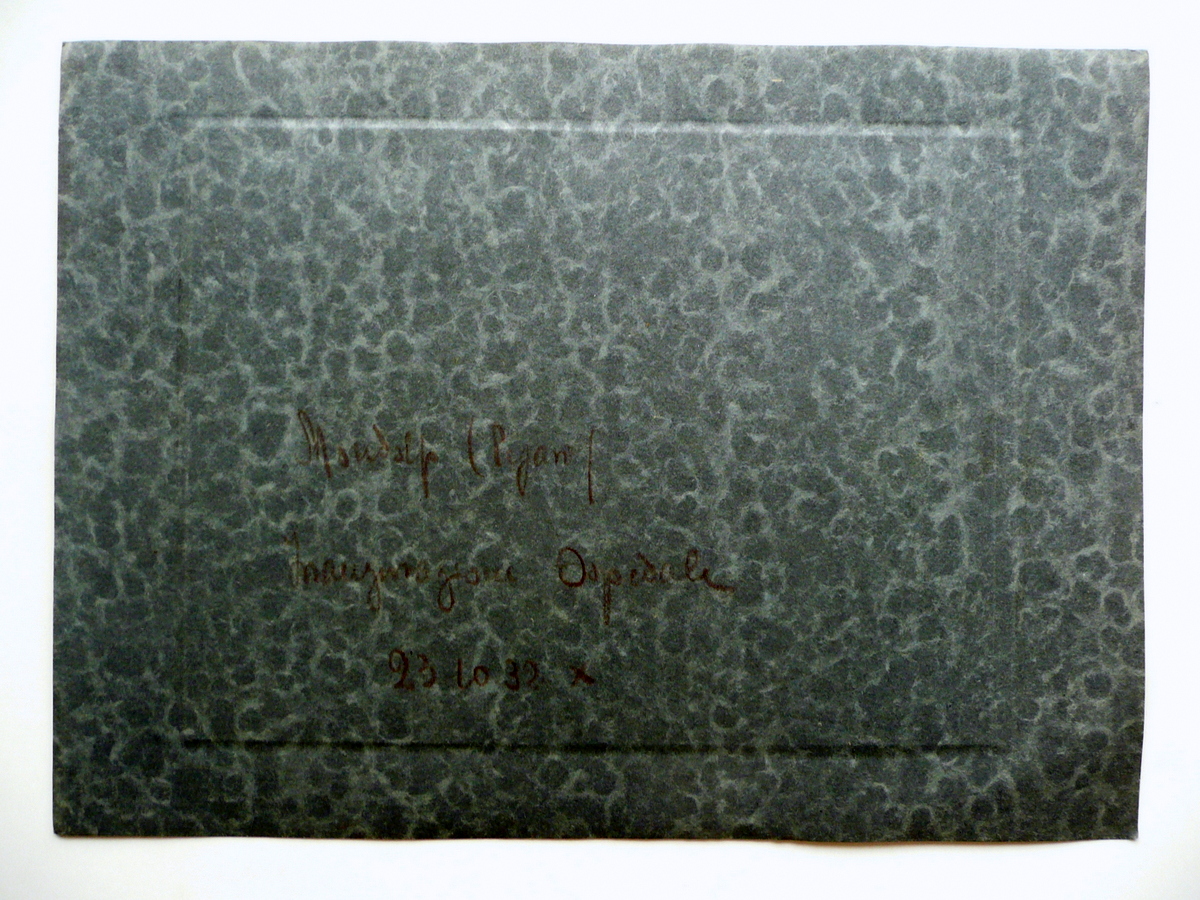 Mondolfo (Pesaro)
Inaugurazione Ospedale
23 10 32 X